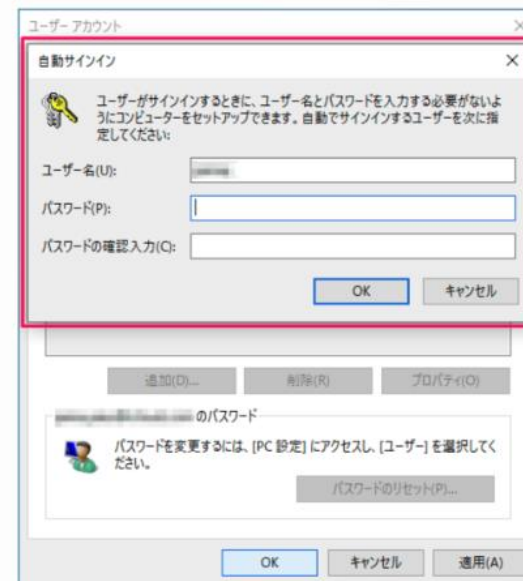 ユーザー アカウント
自動サインイン
ユーザーがサインインするときに、ユーザー名とパスワードを入力する必要がないよ
うにコンピューターをセットアップできます。自動でサインインするユーザーを次に指
定してください:
ユーザー名(U):
パスワード(P):
パスワードの確認入力(C):
OK キャンセル
追加(D)... 削除(R) プロパティ(O)
のパスワード
パスワードを変更するには、[PC 設定] にアクセスし、[ユーザー] を選択してく
ださい。
パスワードのリセット(P)...
OK キャンセル 適用(A)